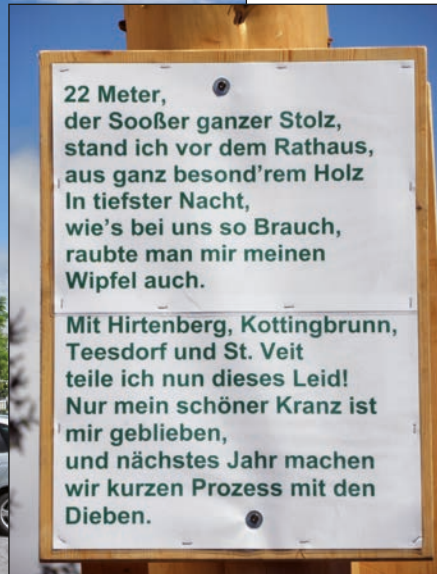 22 Meter,
der Sooßer ganzer Stolz,
stand ich vor dem Rathaus,
aus ganz besond’rem Holz
In tiefster Nacht,
wie’s bei uns so Brauch,
raubte man mir meinen
Wipfel auch.
Mit Hirtenberg, Kottingbrunn,
Teesdorf und St. Veit
teile ich nun dieses Leid!
Nur mein schöner Kranz ist
mir geblieben,
und nächstes Jahr machen
wir kurzen Prozess mit den
Dieben.